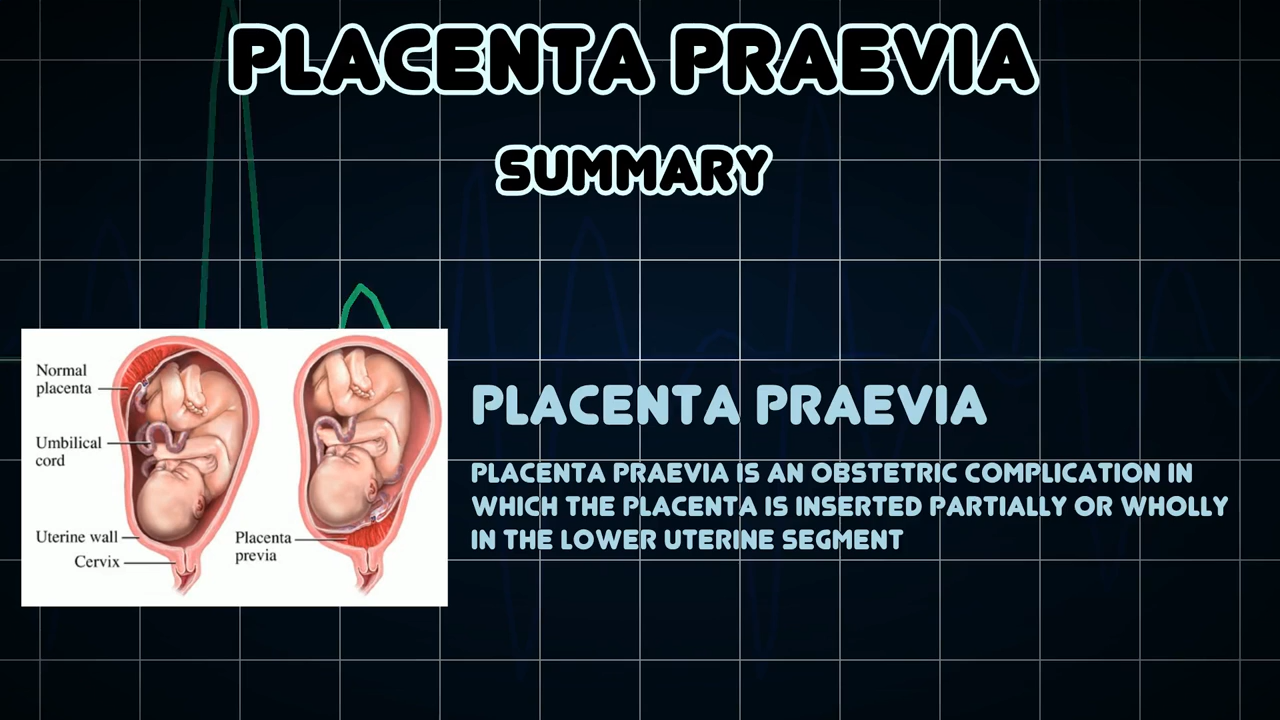 PLACENTA PRAEVIA
SUMMARY
Normal
placenta
Umbilical
cord
Uterine wall
Cervix
Placenta
previa
PLACENTA PRAEVIA
PLACENTA PRAEVIA IS AN OBSTETRIC COMPLICATION IN
WHICH THE PLACENTA IS INSERTED PARTIALLY OR WHOLLY
IN THE LOWER UTERINE SEGMENT